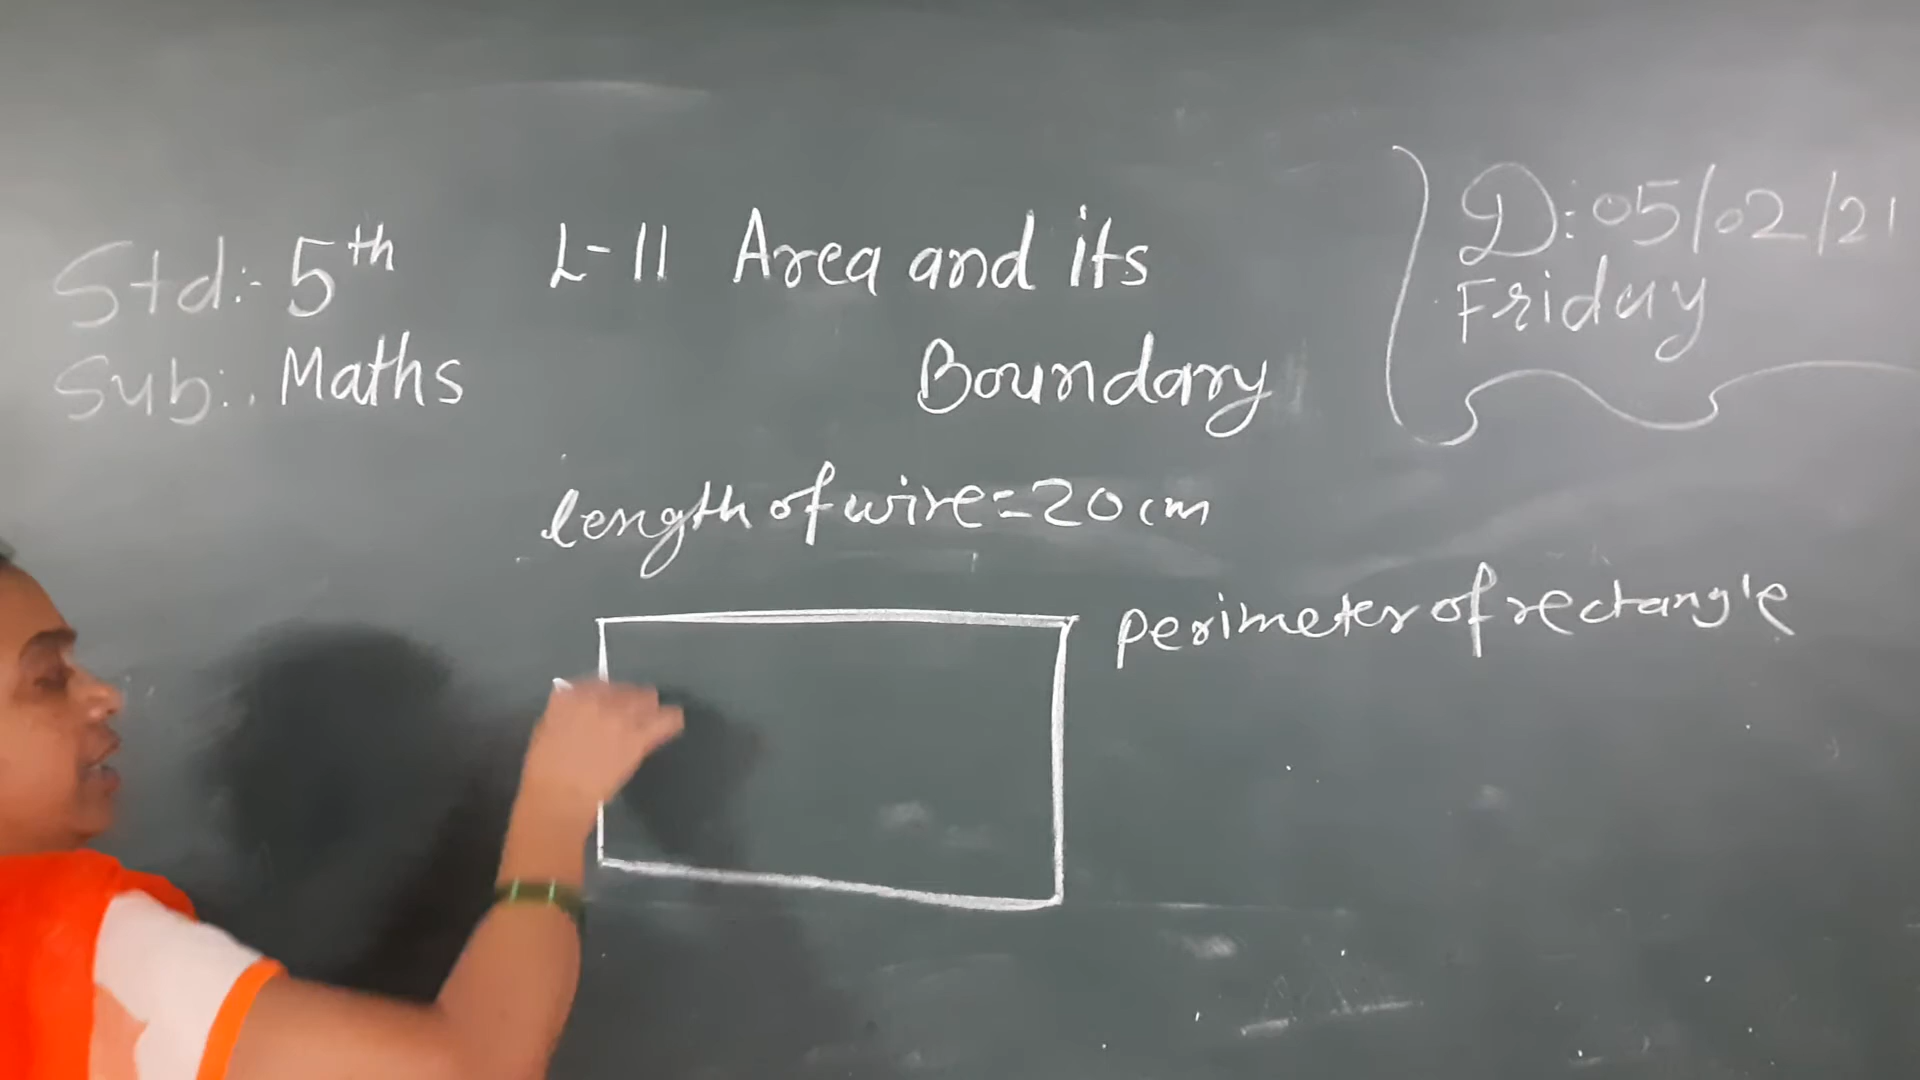 Std:- 5th
Sub:. Maths
L-11 Area and its
Boundary
D: 05/02/21
Friday
length of wire = 20 cm
perimeter of rectangle